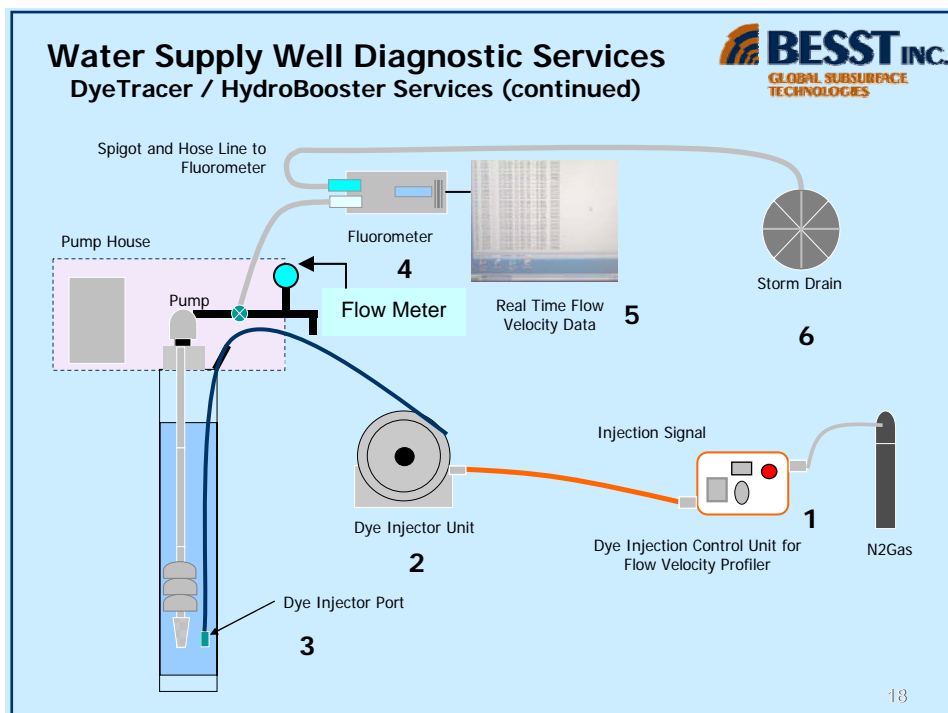 Water Supply Well Diagnostic Services
DyeTracer / HydroBooster Services (continued)
BESST INC.
GLOBAL SUBSURFACE
TECHNOLOGIES
Spigot and Hose Line to
Fluorometer
Pump House
Fluorometer
4
Storm Drain
6
Pump
Flow Meter
Real Time Flow
Velocity Data
5
Injection Signal
1
Dye Injector Unit
2
Dye Injection Control Unit for
Flow Velocity Profiler
N2Gas
Dye Injector Port
3
18